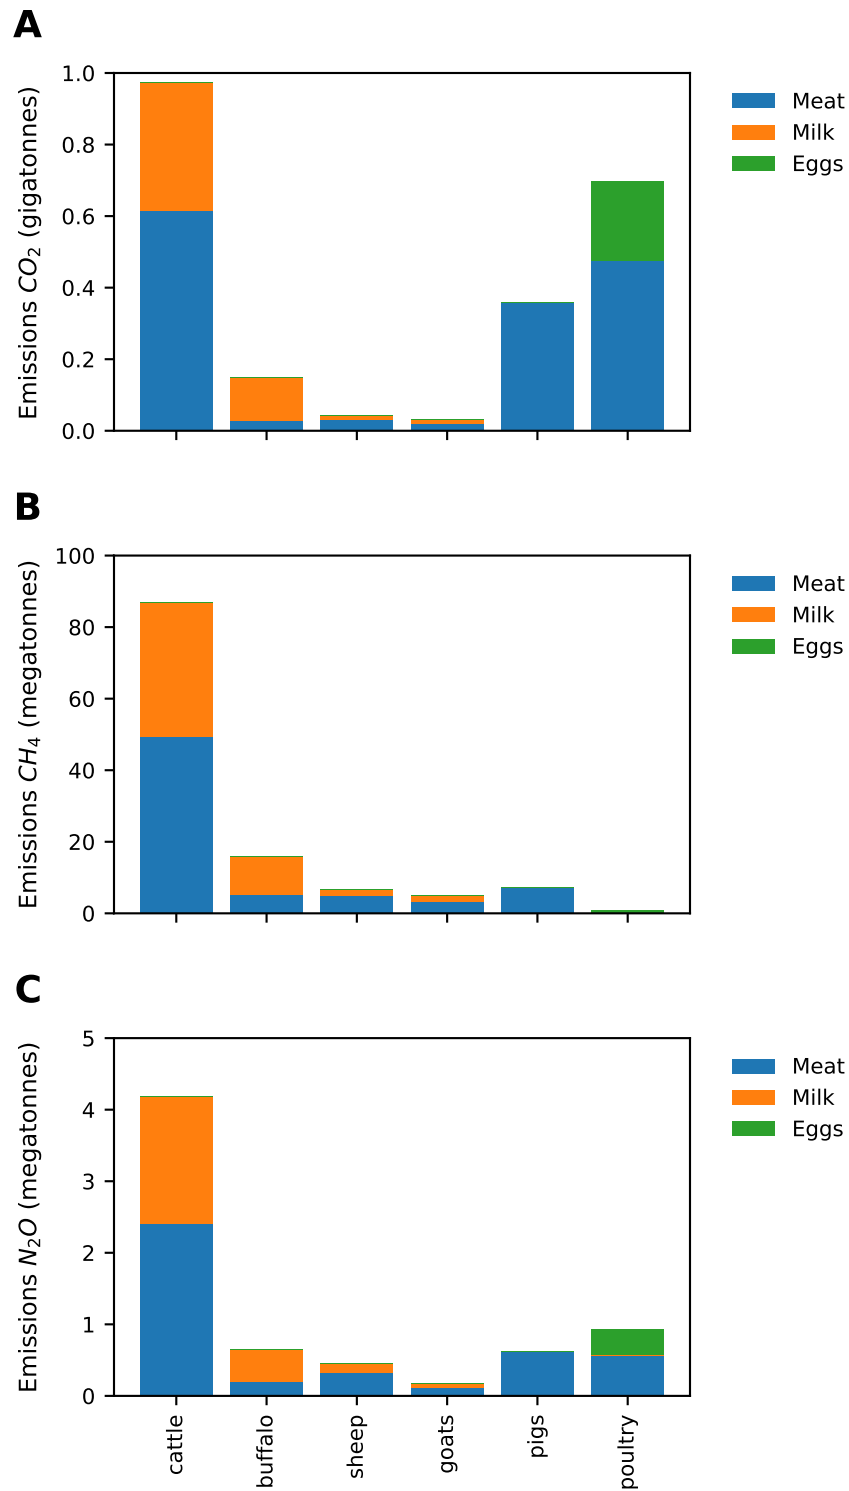 A
Emissions CO₂ (gigatonnes)
1.0
0.8
0.6
0.4
0.2
0.0
Meat
Milk
Eggs
B
Emissions CH₄ (megatonnes)
100
80
60
40
20
0
Meat
Milk
Eggs
C
Emissions N₂O (megatonnes)
5
4
3
2
1
0
Meat
Milk
Eggs
cattle
buffalo
sheep
goats
pigs
poultry